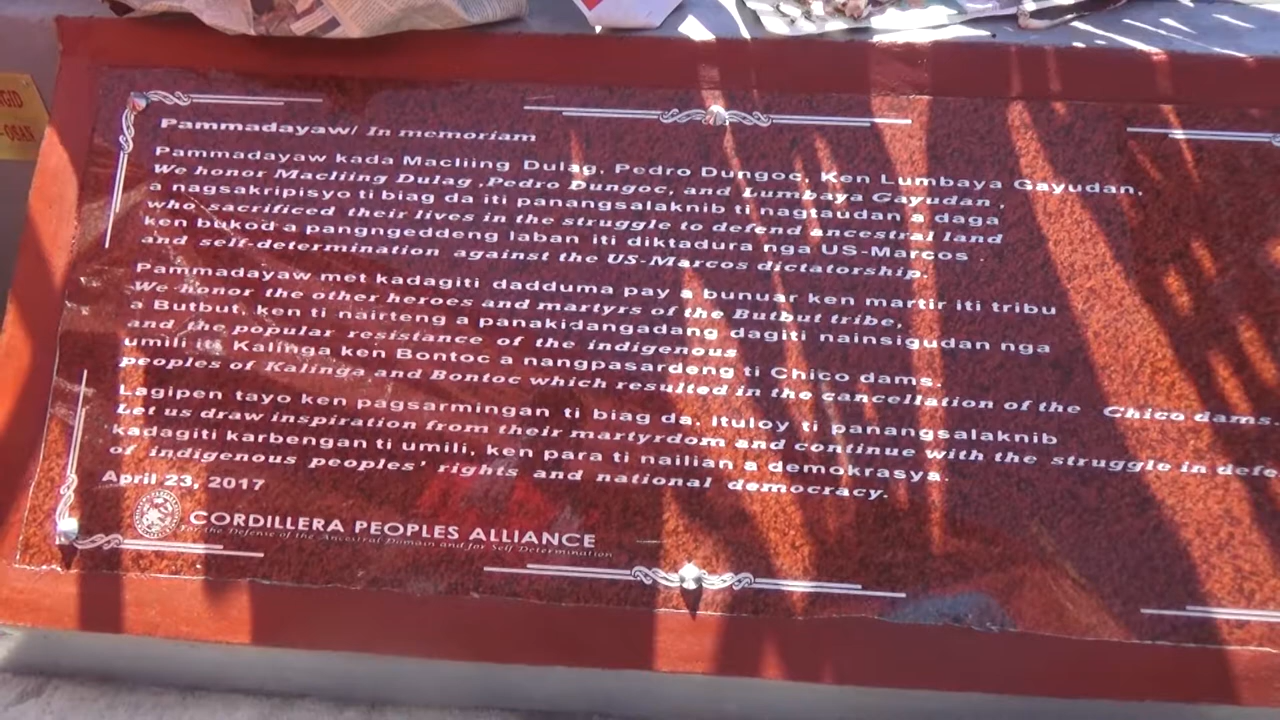 NGID
-OSAN
Pammadayaw/ In memoriam
Pammadayaw kada Macliing Dulag, Pedro Dungoc, Ken Lumbaya Gayudan,
We honor Macliing Dulag ,Pedro Dungoc, and Lumbaya Gayudan ,
a nagsakripisyo ti biag da iti panangsalaknib ti nagtaudan a daga
who sacrificed their lives in the struggle to defend ancestral land
ken bukod a pangngeddeng laban iti diktadura nga US-Marcos .
and self-determination against the US-Marcos dictatorship.
Pammadayaw met kadagiti dadduma pay a bunuar ken martir iti tribu
We honor the other heroes and martyrs of the Butbut tribe,
a Butbut, ken ti nairteng a panakidangadang dagiti nainsigudan nga
and the popular resistance of the indigenous
umili iti Kalinga ken Bontoc a nangpasardeng ti Chico dams.
peoples of Kalinga and Bontoc which resulted in the cancellation of the Chico dams.
Lagipen tayo ken pagsarmingan ti biag da. Ituloy ti panangsalaknib
Let us draw inspiration from their martyrdom and continue with the struggle in defe
kadagiti karbengan ti umili, ken para ti nailian a demokrasya.
of indigenous peoples' rights and national democracy.
April 23, 2017
CORDILLERA PEOPLES ALLIANCE
For the Defense of the Ancestral Domain and for Self Determination